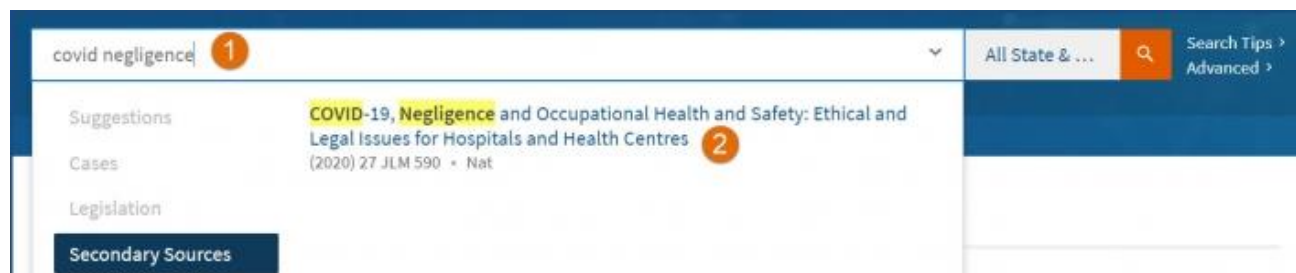 covid negligence 1
All State & ...
Search Tips >
Advanced >
Suggestions
Cases
Legislation
Secondary Sources
COVID-19, Negligence and Occupational Health and Safety: Ethical and
Legal Issues for Hospitals and Health Centres 2
(2020) 27 JLM 590 • Nat